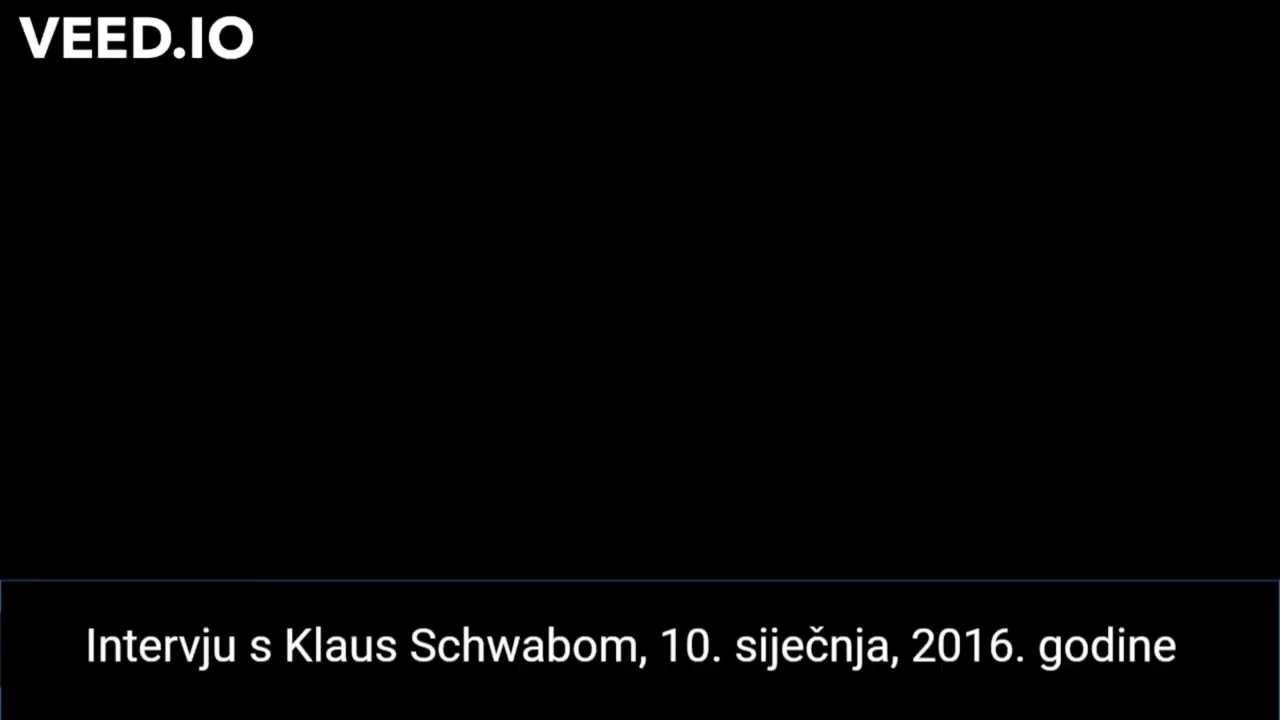 VEED.IO
Intervju s Klaus Schwabom, 10. siječnja, 2016. godine